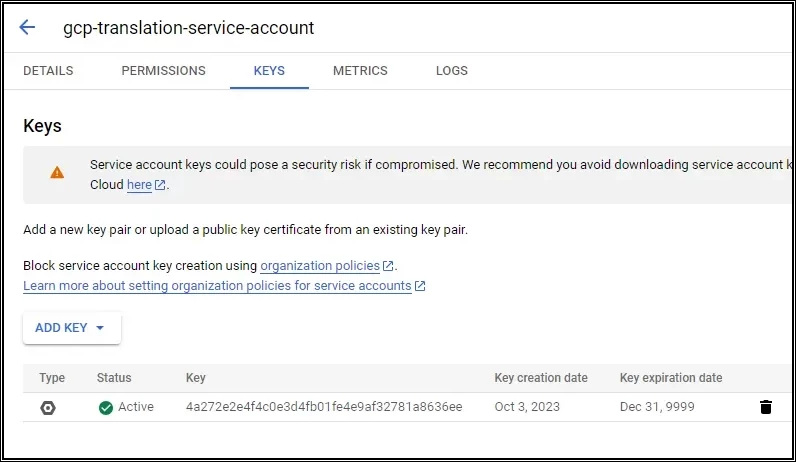 gcp-translation-service-account
DETAILS PERMISSIONS KEYS METRICS LOGS
Keys
Service account keys could pose a security risk if compromised. We recommend you avoid downloading service account k
Cloud here.
Add a new key pair or upload a public key certificate from an existing key pair.
Block service account key creation using organization policies.
Learn more about setting organization policies for service accounts
ADD KEY
Type Status Key Key creation date Key expiration date
Active 4a272e2e4f4c0e3d4fb01fe4e9af32781a8636ee Oct 3, 2023 Dec 31, 9999